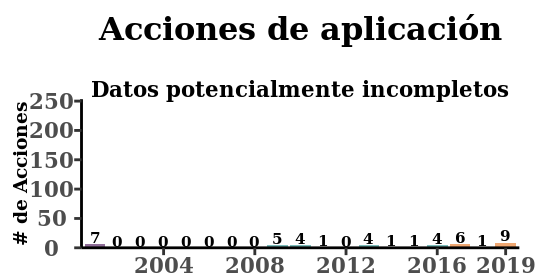 Acciones de aplicación
Datos potencialmente incompletos
# de Acciones
250
200
150
100
50
0
7 0 0 0 0 0 0 0 5 4 1 0 4 1 1 4 6 1 9
2004 2008 2012 2016 2019